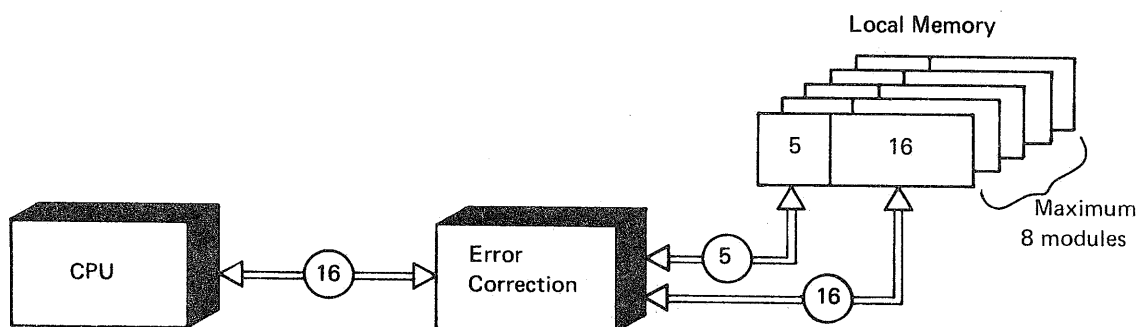 Local Memory
5
16
Maximum
8 modules
CPU
16
Error
Correction
5
16